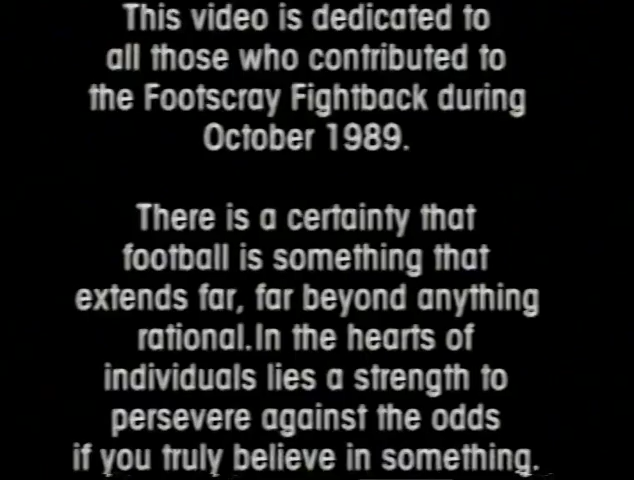 This video is dedicated to
all those who contributed to
the Footscray Fightback during
October 1989.
There is a certainty that
football is something that
extends far, far beyond anything
rational.In the hearts of
individuals lies a strength to
persevere against the odds
if you truly believe in something.